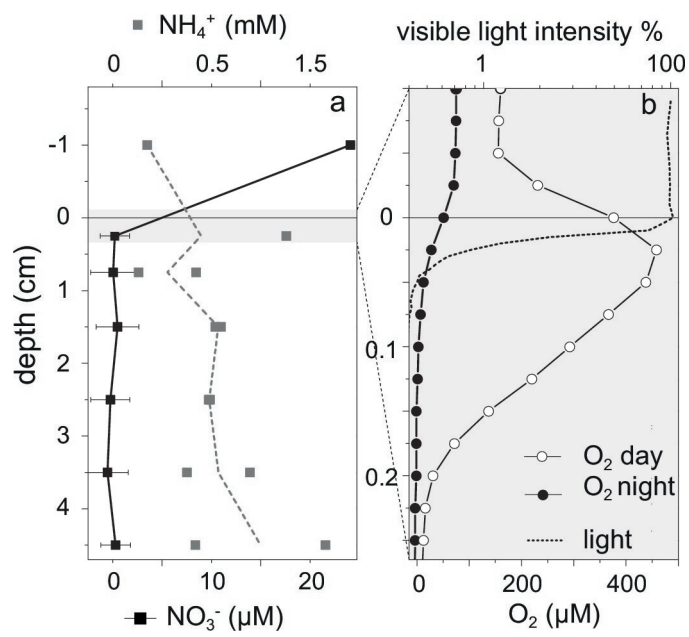 NH₄⁺ (mM)
visible light intensity %
0 0.5 1
1 100
a
b
-1
0
1
2
3
4
depth (cm)
0
0.1
0.2
O₂ day
O₂ night
light
0 10 20
0 200 400
NO₃⁻ (µM)
O₂ (µM)